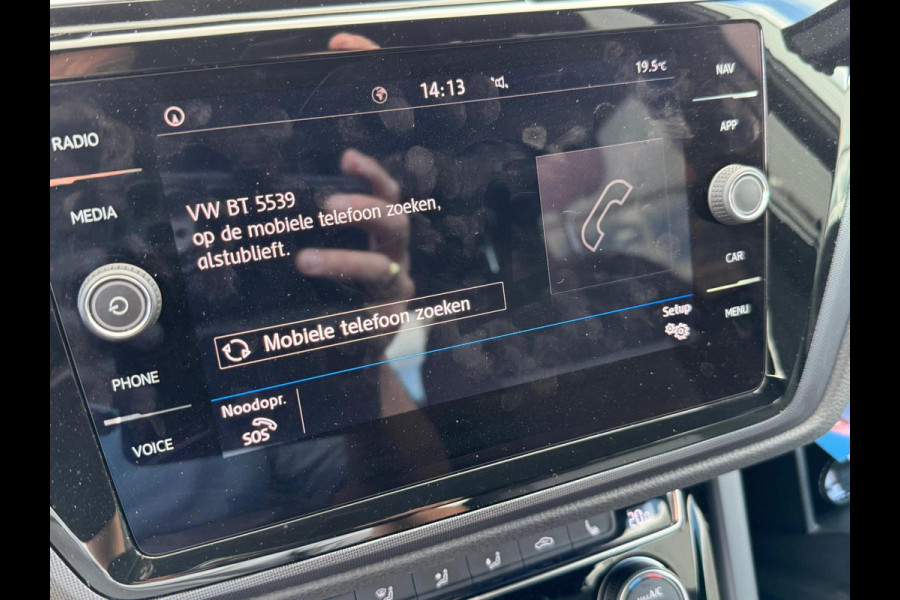 14:13
19.5°C
NAV
RADIO
APP
MEDIA
VW BT 5539
op de mobiele telefoon zoeken,
alstublieft.
CAR
Mobiele telefoon zoeken
Setup
MENU
PHONE
Noodopr.
SOS
VOICE
A/C